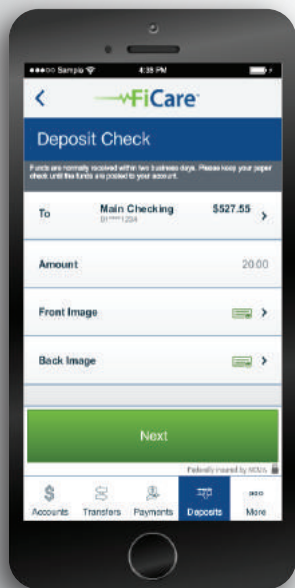 Sample 4:35 PM
FiCare
Deposit Check
Funds are normally received within two business days. Please keep your paper
check until the funds are posted to your account.
To Main Checking $527.55
1234
Amount 20.00
Front Image
Back Image
Next
Federally insured by NCUA
Accounts Transfers Payments Deposits More